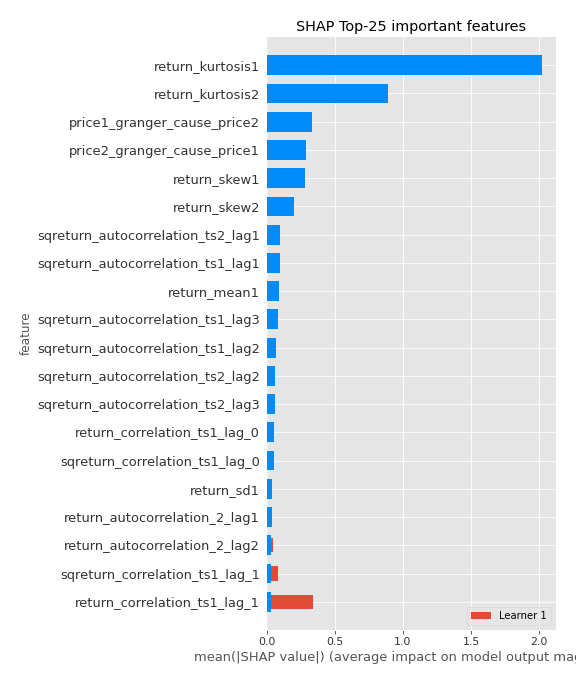 SHAP Top-25 important features
return_kurtosis1
return_kurtosis2
price1_granger_cause_price2
price2_granger_cause_price1
return_skew1
return_skew2
sqreturn_autocorrelation_ts2_lag1
sqreturn_autocorrelation_ts1_lag1
return_mean1
sqreturn_autocorrelation_ts1_lag3
sqreturn_autocorrelation_ts1_lag2
sqreturn_autocorrelation_ts2_lag2
sqreturn_autocorrelation_ts2_lag3
return_correlation_ts1_lag_0
sqreturn_correlation_ts1_lag_0
return_sd1
return_autocorrelation_2_lag1
return_autocorrelation_2_lag2
sqreturn_correlation_ts1_lag_1
return_correlation_ts1_lag_1
feature
Learner 1
0.0 0.5 1.0 1.5 2.0
mean(|SHAP value|) (average impact on model output mag